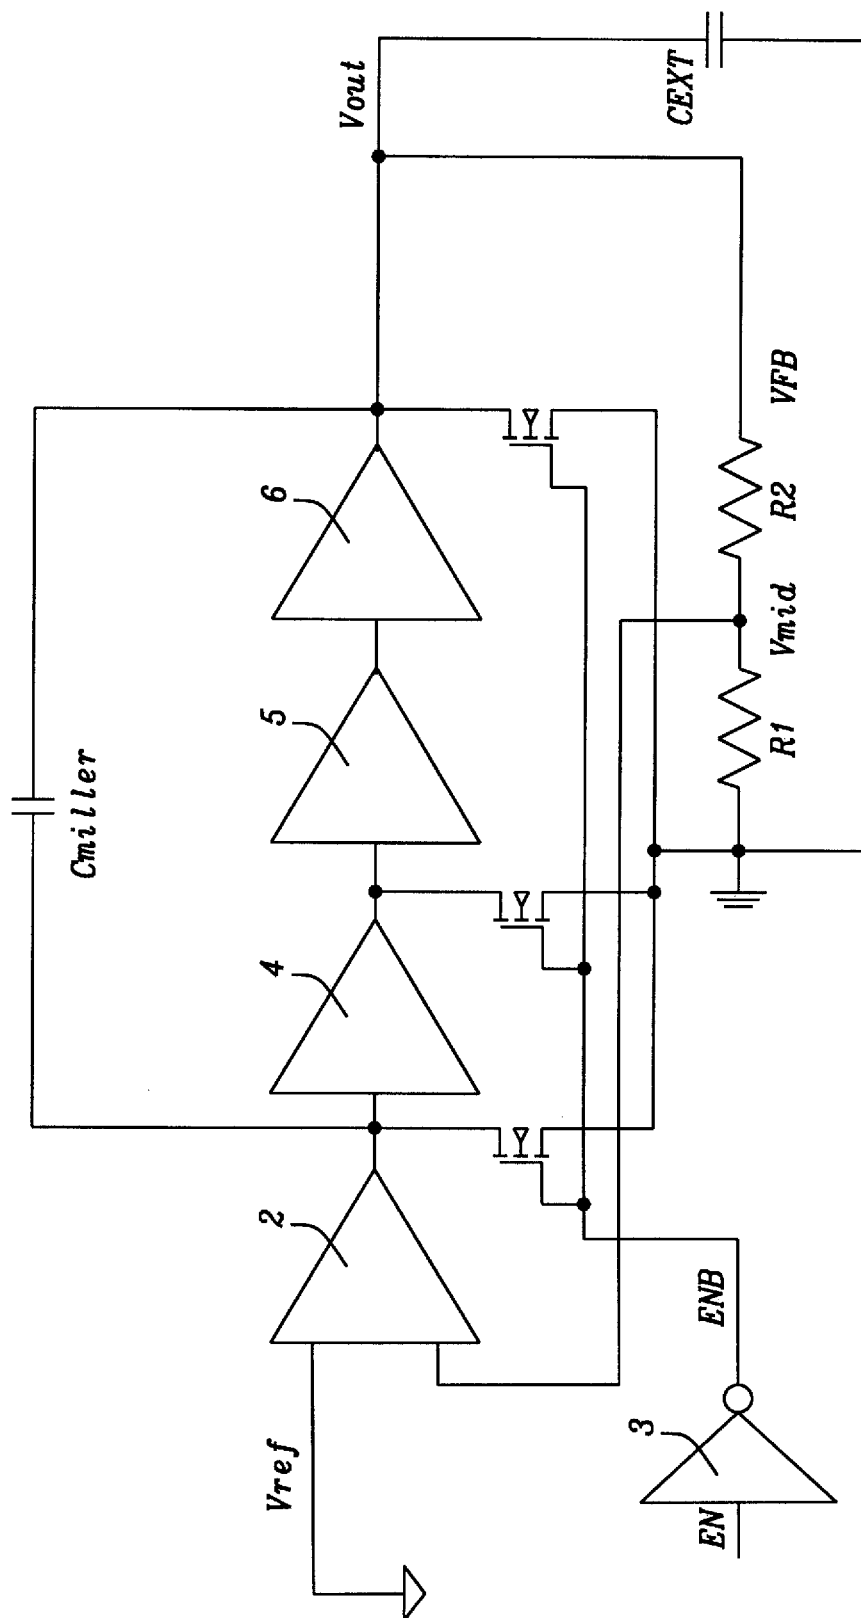 Cmiller
Vout
2
4
5
6
Vref
CEXT
3
EN
ENB
R1
Vmid
R2
VFB